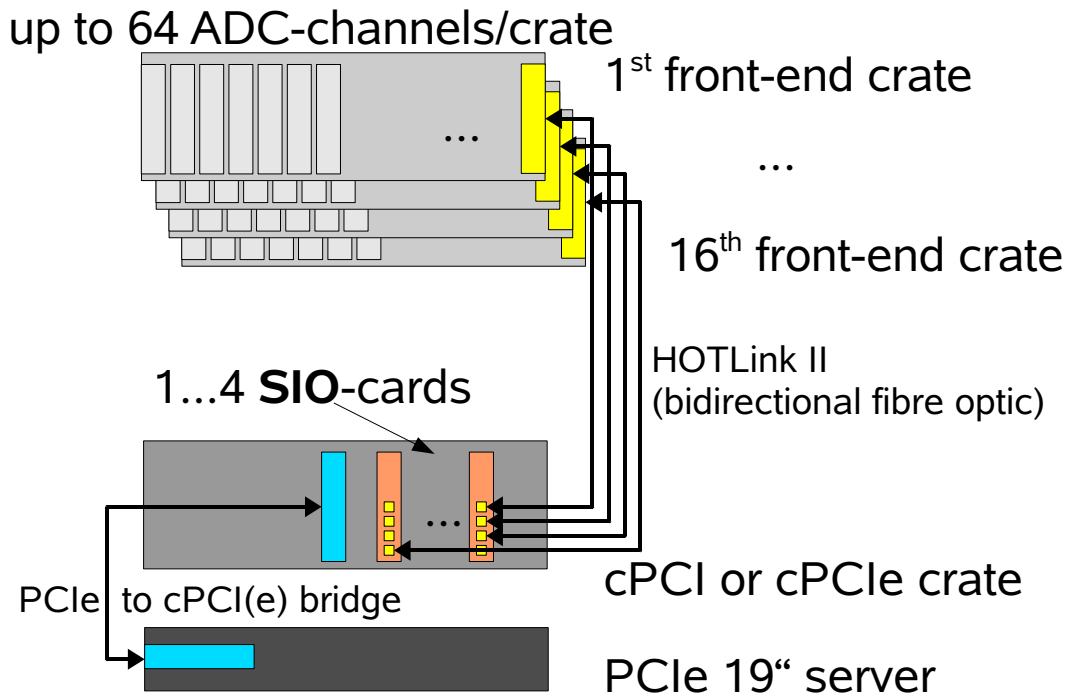 up to 64 ADC-channels/crate
1st front-end crate
...
...
16th front-end crate
HOTLink II
(bidirectional fibre optic)
1...4 SIO-cards
...
cPCI or cPCIe crate
PCIe to cPCI(e) bridge
PCIe 19“ server